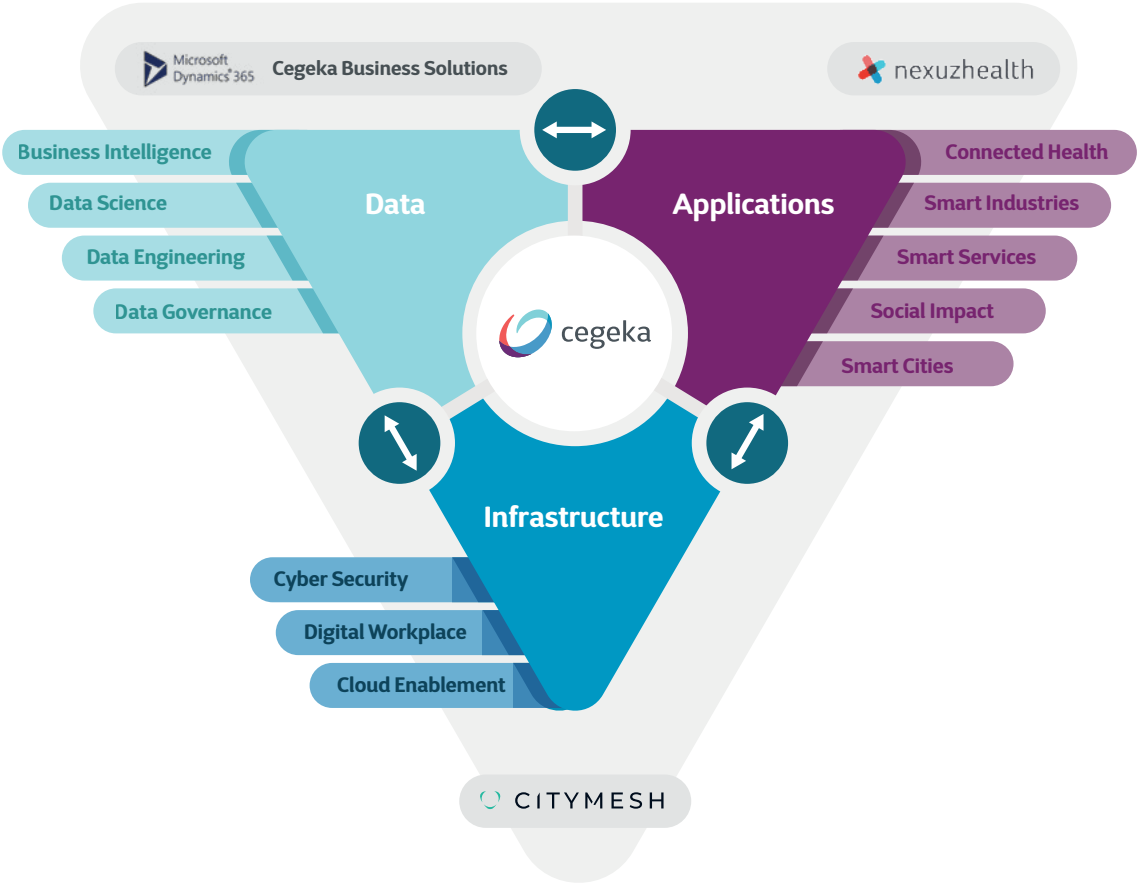 Microsoft
Dynamics® 365
Cegeka Business Solutions
nexuzhealth
Business Intelligence
Data Science
Data Engineering
Data Governance
Data
Applications
Connected Health
Smart Industries
Smart Services
Social Impact
Smart Cities
cegeka
Infrastructure
Cyber Security
Digital Workplace
Cloud Enablement
CITYMESH